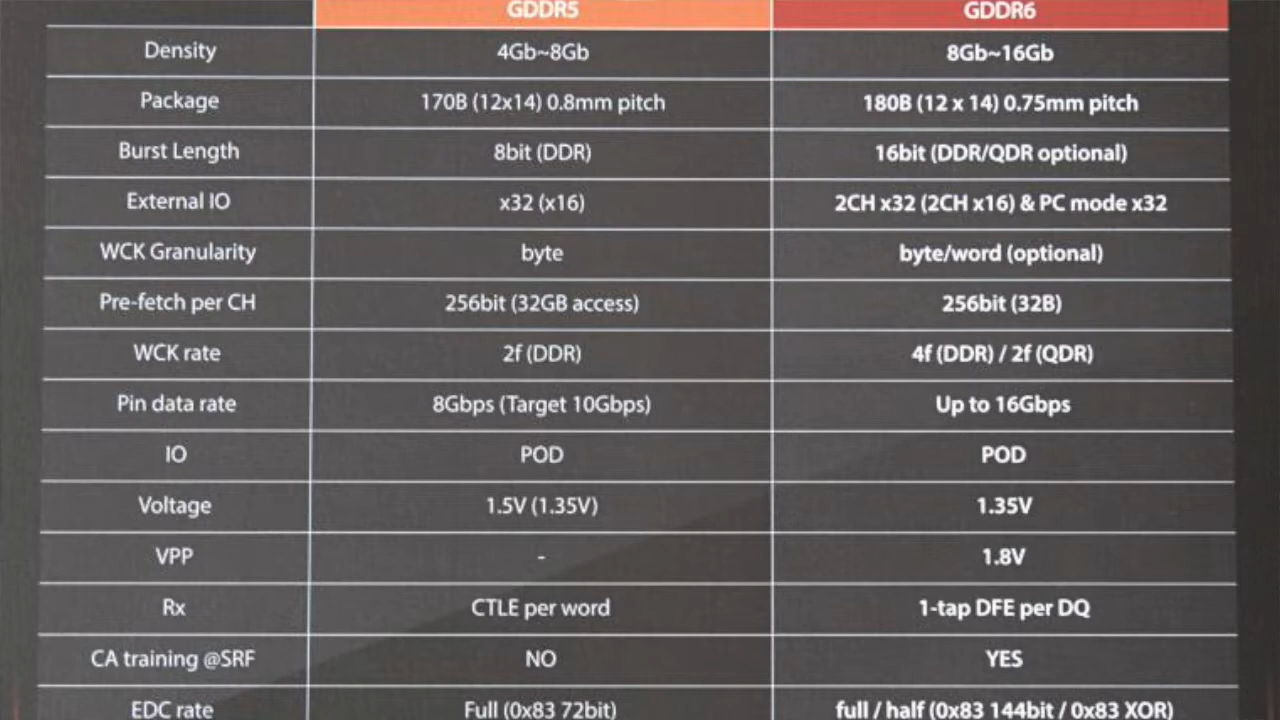 GDDR5 GDDR6
Density 4Gb~8Gb 8Gb~16Gb
Package 170B (12x14) 0.8mm pitch 180B (12 x 14) 0.75mm pitch
Burst Length 8bit (DDR) 16bit (DDR/QDR optional)
External IO x32 (x16) 2CH x32 (2CH x16) & PC mode x32
WCK Granularity byte byte/word (optional)
Pre-fetch per CH 256bit (32GB access) 256bit (32B)
WCK rate 2f (DDR) 4f (DDR) / 2f (QDR)
Pin data rate 8Gbps (Target 10Gbps) Up to 16Gbps
IO POD POD
Voltage 1.5V (1.35V) 1.35V
VPP - 1.8V
Rx CTLE per word 1-tap DFE per DQ
CA training @SRF NO YES
EDC rate Full (0x83 72bit) full / half (0x83 144bit / 0x83 XOR)